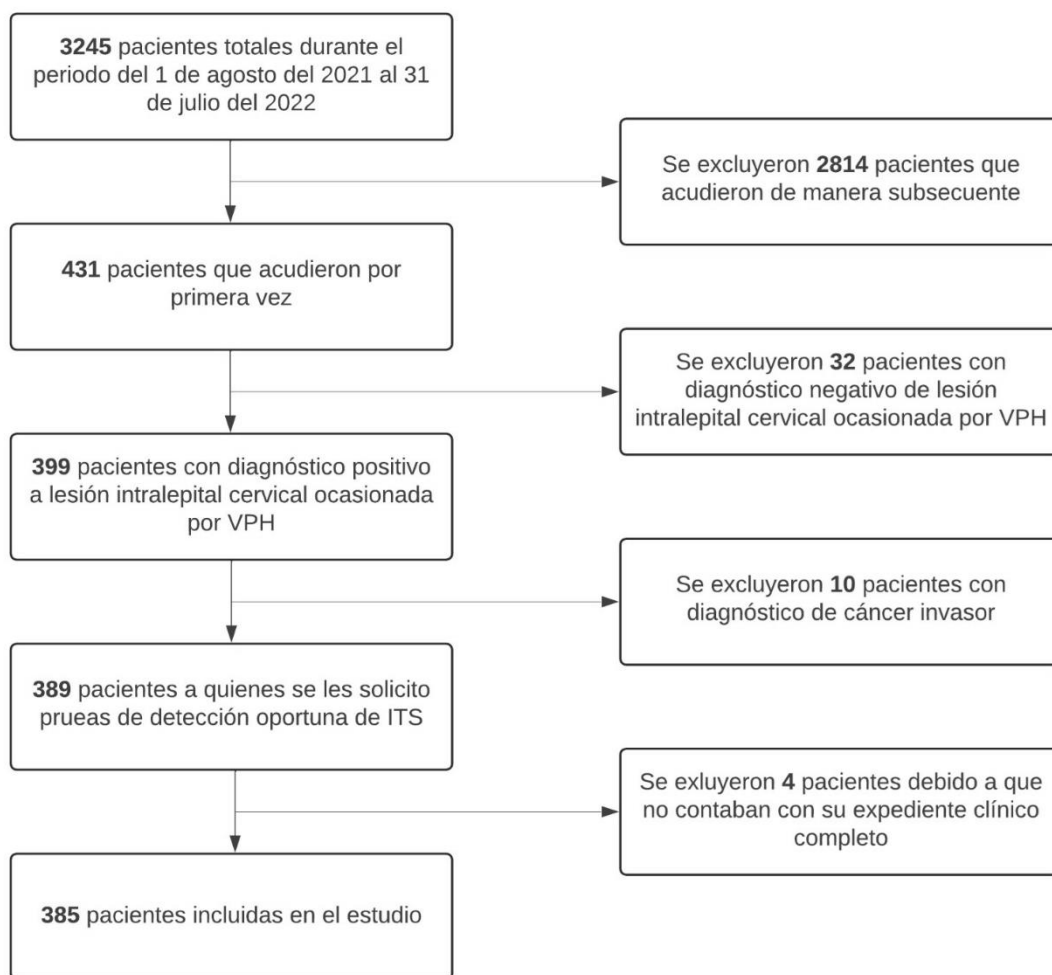 3245 pacientes totales durante el
periodo del 1 de agosto del 2021 al 31
de julio del 2022
Se excluyeron 2814 pacientes que
acudieron de manera subsecuente
431 pacientes que acudieron por
primera vez
Se excluyeron 32 pacientes con
diagnóstico negativo de lesión
intralepital cervical ocasionada por VPH
399 pacientes con diagnóstico positivo
a lesión intralepital cervical ocasionada
por VPH
Se excluyeron 10 pacientes con
diagnóstico de cáncer invasor
389 pacientes a quienes se les solicito
prueas de detección oportuna de ITS
Se exluyeron 4 pacientes debido a que
no contaban con su expediente clínico
completo
385 pacientes incluidas en el estudio